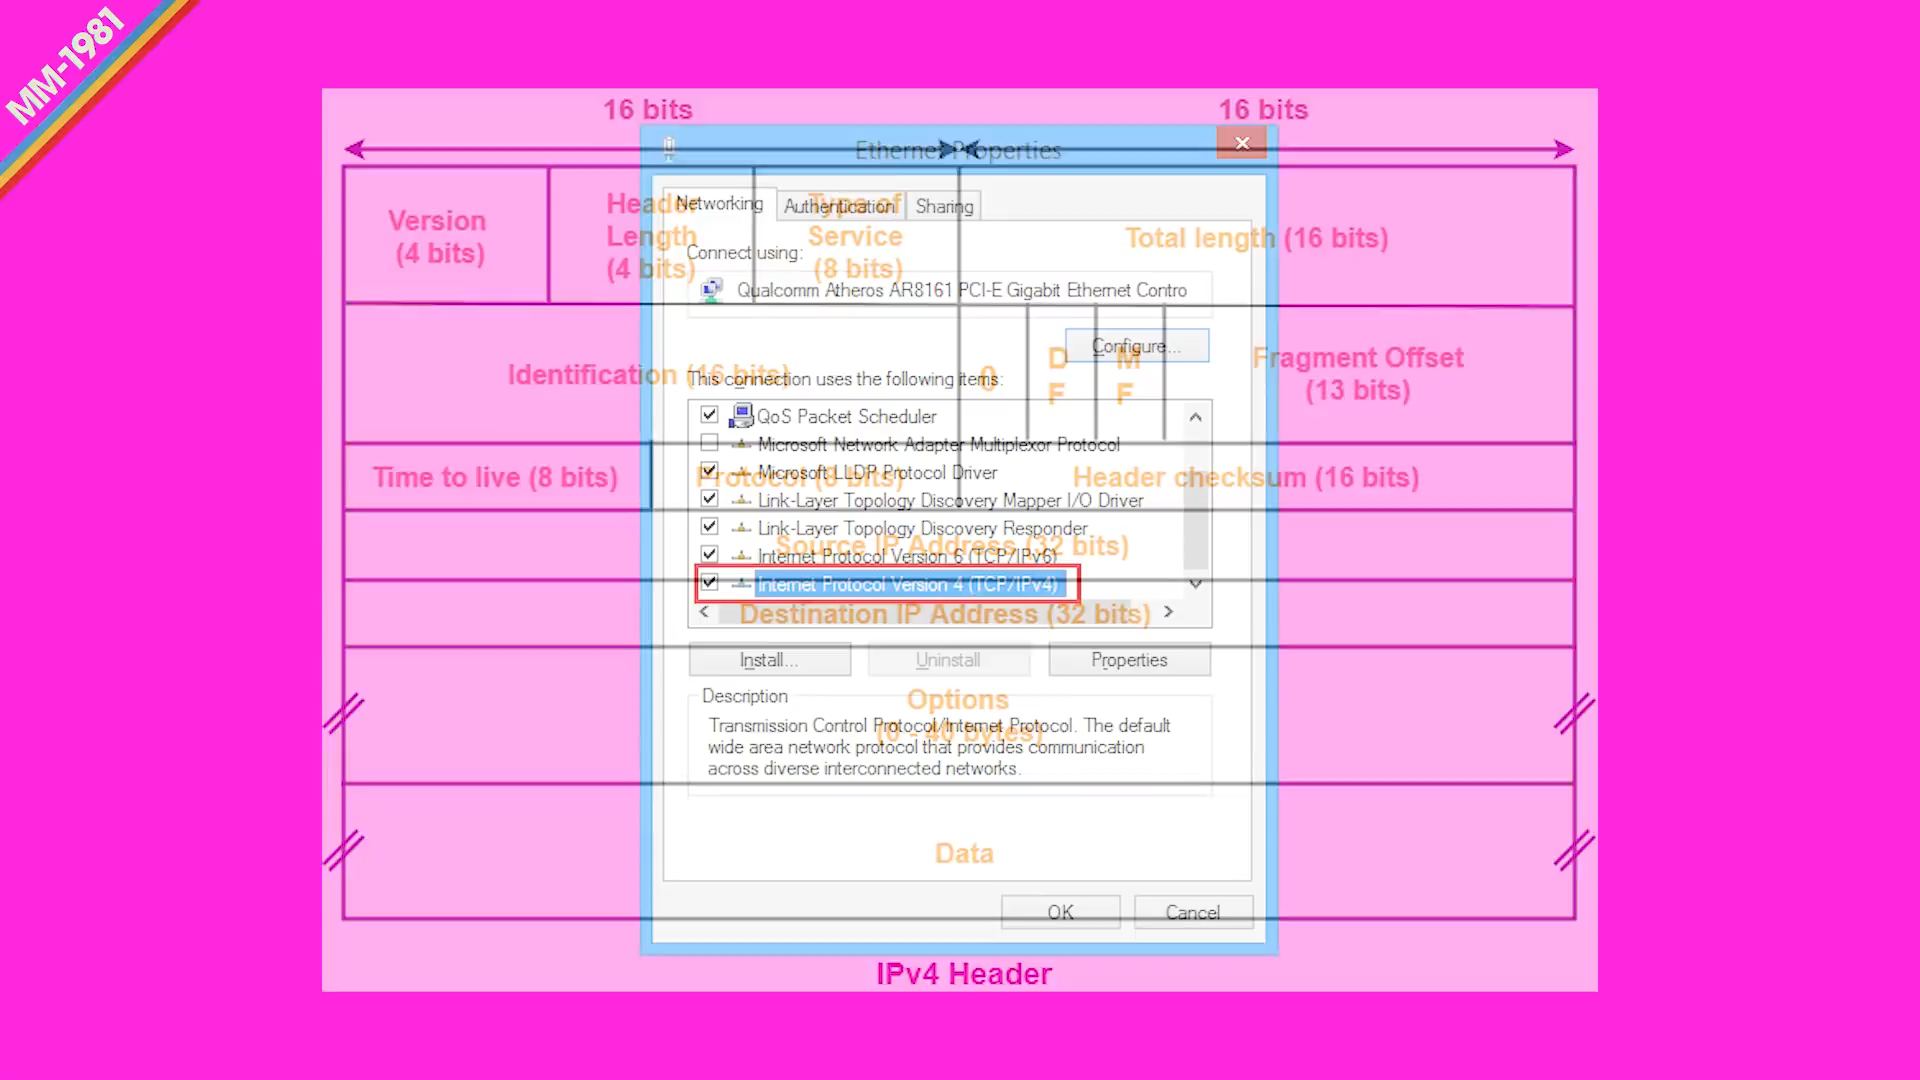 MM-1981
16 bits
16 bits
Ethernet Properties
Networking
Authentication
Sharing
Version
(4 bits)
Header
Length
(4 bits)
Type of
Service
(8 bits)
Total length (16 bits)
Connect using:
Qualcomm Atheros AR8161 PCI-E Gigabit Ethernet Contro
Configure...
Identification (16 bits)
0
D
F
M
F
Fragment Offset
(13 bits)
This connection uses the following items:
QoS Packet Scheduler
Microsoft Network Adapter Multiplexor Protocol
Microsoft LLDP Protocol Driver
Link-Layer Topology Discovery Mapper I/O Driver
Link-Layer Topology Discovery Responder
Internet Protocol Version 6 (TCP/IPv6)
Internet Protocol Version 4 (TCP/IPv4)
Time to live (8 bits)
Protocol (8 bits)
Header checksum (16 bits)
Source IP Address (32 bits)
Destination IP Address (32 bits)
Install...
Uninstall
Properties
Description
Transmission Control Protocol/Internet Protocol. The default
wide area network protocol that provides communication
across diverse interconnected networks.
Options
(0 - 40 bytes)
Data
OK
Cancel
IPv4 Header